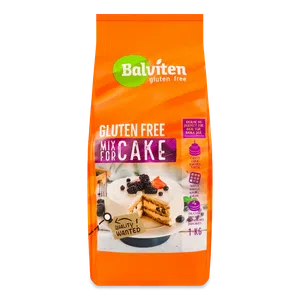 Balviten
gluten free
GLUTEN FREE
MIX
FOR CAKE
QUALITY
WANTED!
1 KG